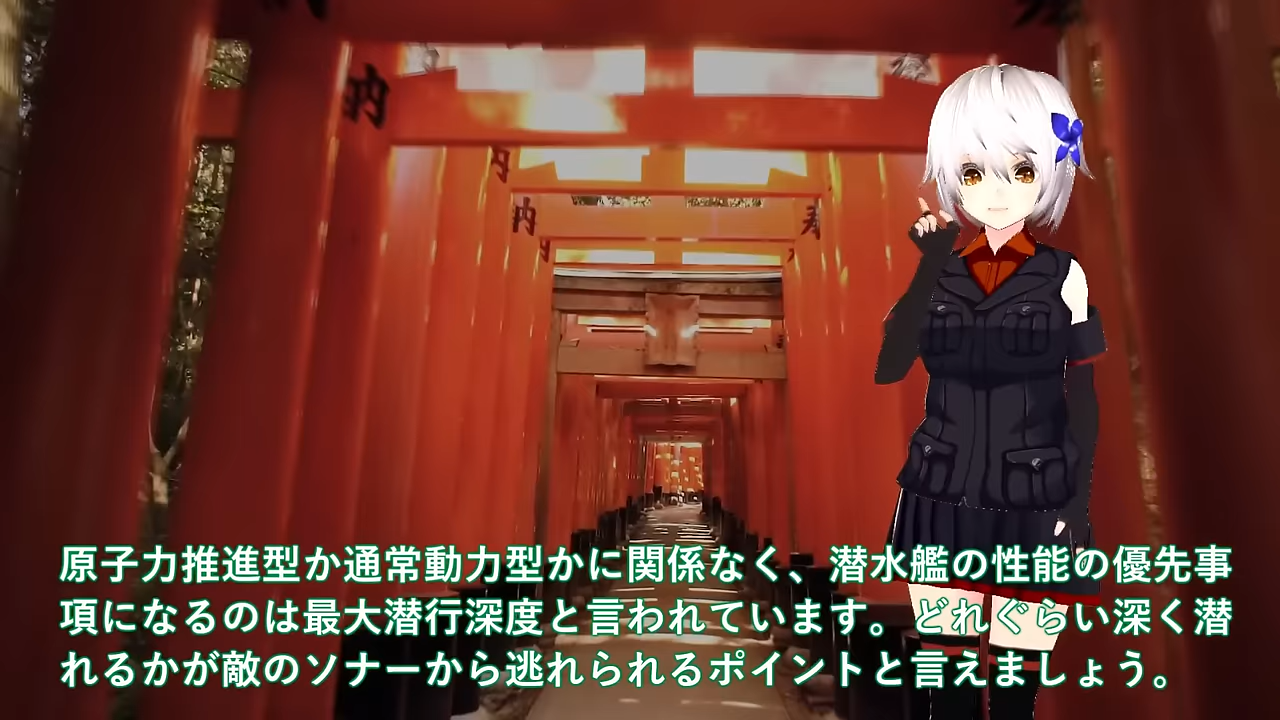 納
内
納
奉
原子力推進型か通常動力型かに関係なく、潜水艦の性能の優先事
項になるのは最大潜行深度と言われています。どれぐらい深く潜
れるかが敵のソナーから逃れられるポイントと言えましょう。